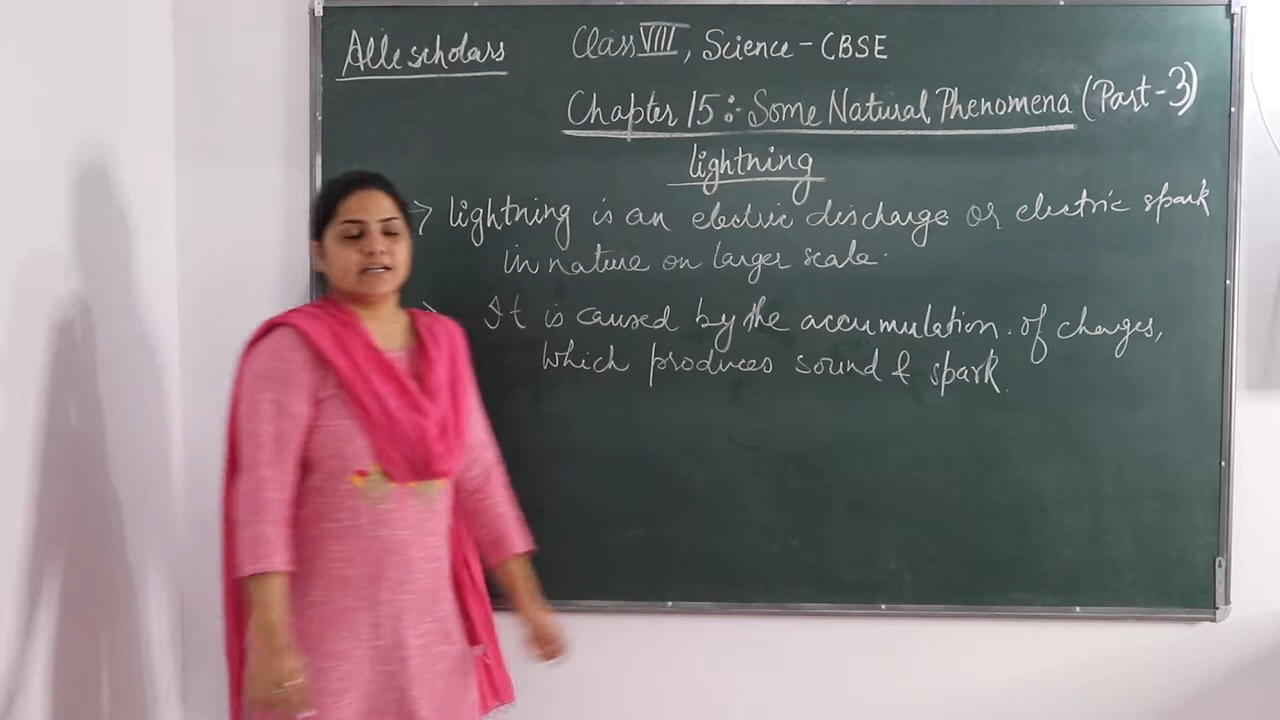 Allescholars
Class VIII, Science - CBSE
Chapter 15 :- Some Natural Phenomena (Part-3)
lightning
→ lightning is an electric discharge or electric spark
in nature on larger scale.
It is caused by the accumulation. of charges,
which produces sound & spark.